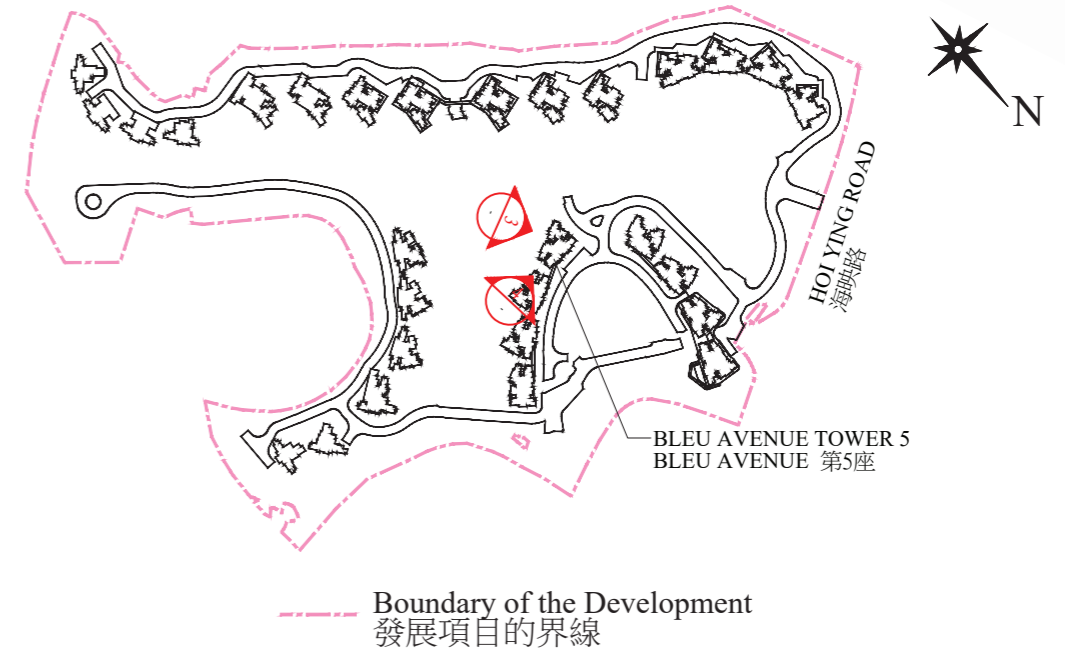 N
HOI YING ROAD
海映路
3
BLEU AVENUE TOWER 5
BLEU AVENUE 第5座
Boundary of the Development
發展項目的界線